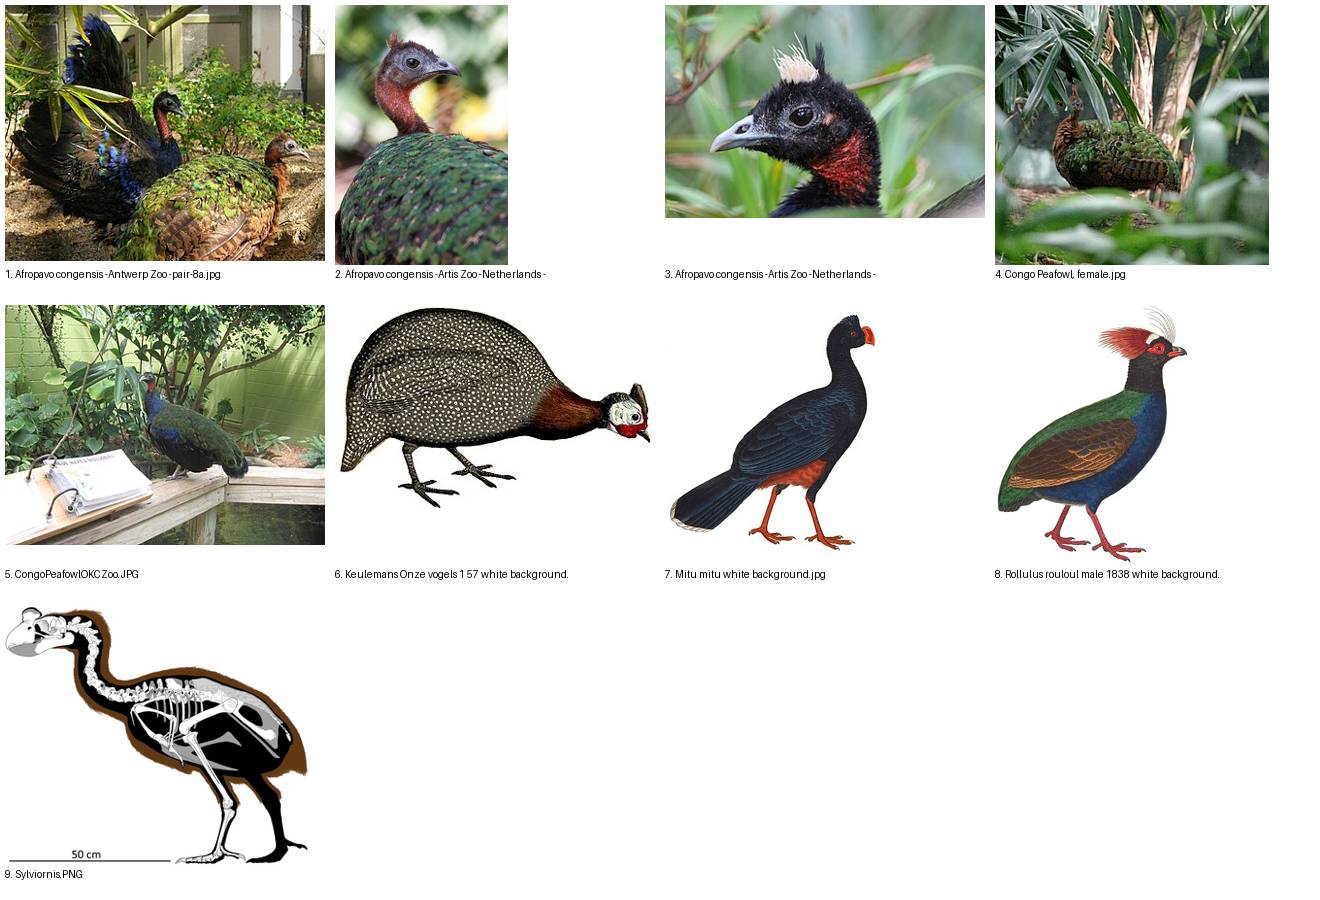 1. Afropavo congensis -Antwerp Zoo -pair-8a.jpg
2. Afropavo congensis -Artis Zoo -Netherlands -
3. Afropavo congensis -Artis Zoo -Netherlands -
4. Congo Peafowl, female.jpg
5. CongoPeafowlOKCZoo.JPG
6. Keulemans Onze vogels 1 57 white background.
7. Mitu mitu white background.jpg
8. Rollulus rouloul male 1838 white background.
50 cm
9. Sylviornis.PNG